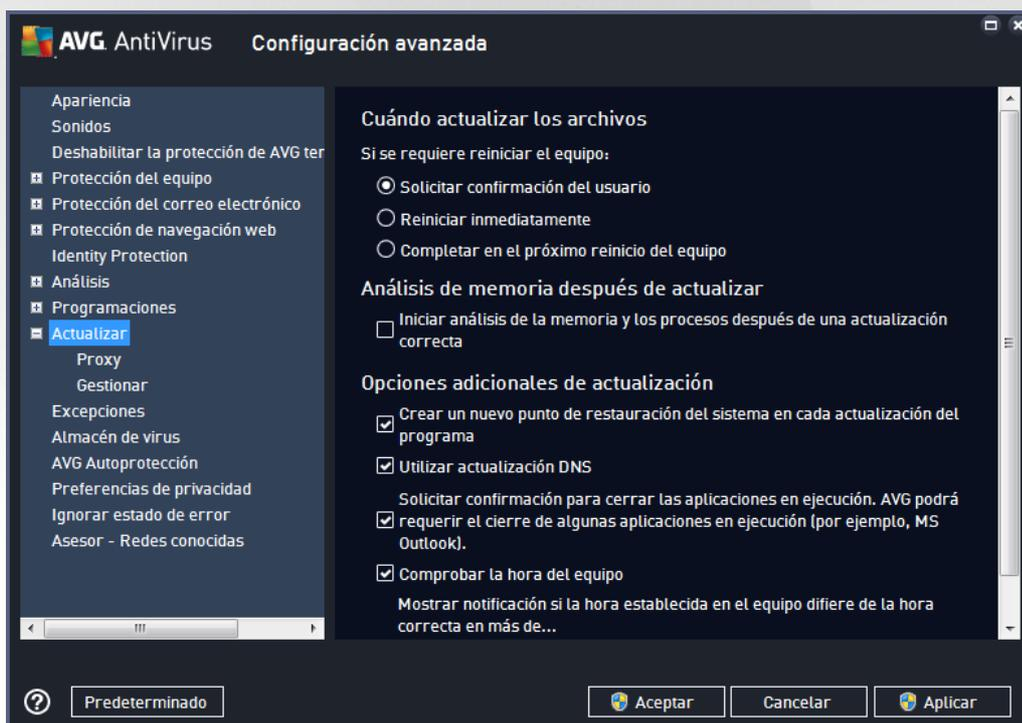 AVG AntiVirus Configuración avanzada
Apariencia
Sonidos
Deshabilitar la protección de AVG ter
Protección del equipo
Protección del correo electrónico
Protección de navegación web
Identity Protection
Análisis
Programaciones
Actualizar
Proxy
Gestionar
Excepciones
Almacén de virus
AVG Autoprotección
Preferencias de privacidad
Ignorar estado de error
Asesor - Redes conocidas
Cuándo actualizar los archivos
Si se requiere reiniciar el equipo:
Solicitar confirmación del usuario
Reiniciar inmediatamente
Completar en el próximo reinicio del equipo
Análisis de memoria después de actualizar
Iniciar análisis de la memoria y los procesos después de una actualización
correcta
Opciones adicionales de actualización
Crear un nuevo punto de restauración del sistema en cada actualización del
programa
Utilizar actualización DNS
Solicitar confirmación para cerrar las aplicaciones en ejecución. AVG podrá
requerir el cierre de algunas aplicaciones en ejecución (por ejemplo, MS
Outlook).
Comprobar la hora del equipo
Mostrar notificación si la hora establecida en el equipo difiere de la hora
correcta en más de...
Predeterminado
Aceptar
Cancelar
Aplicar